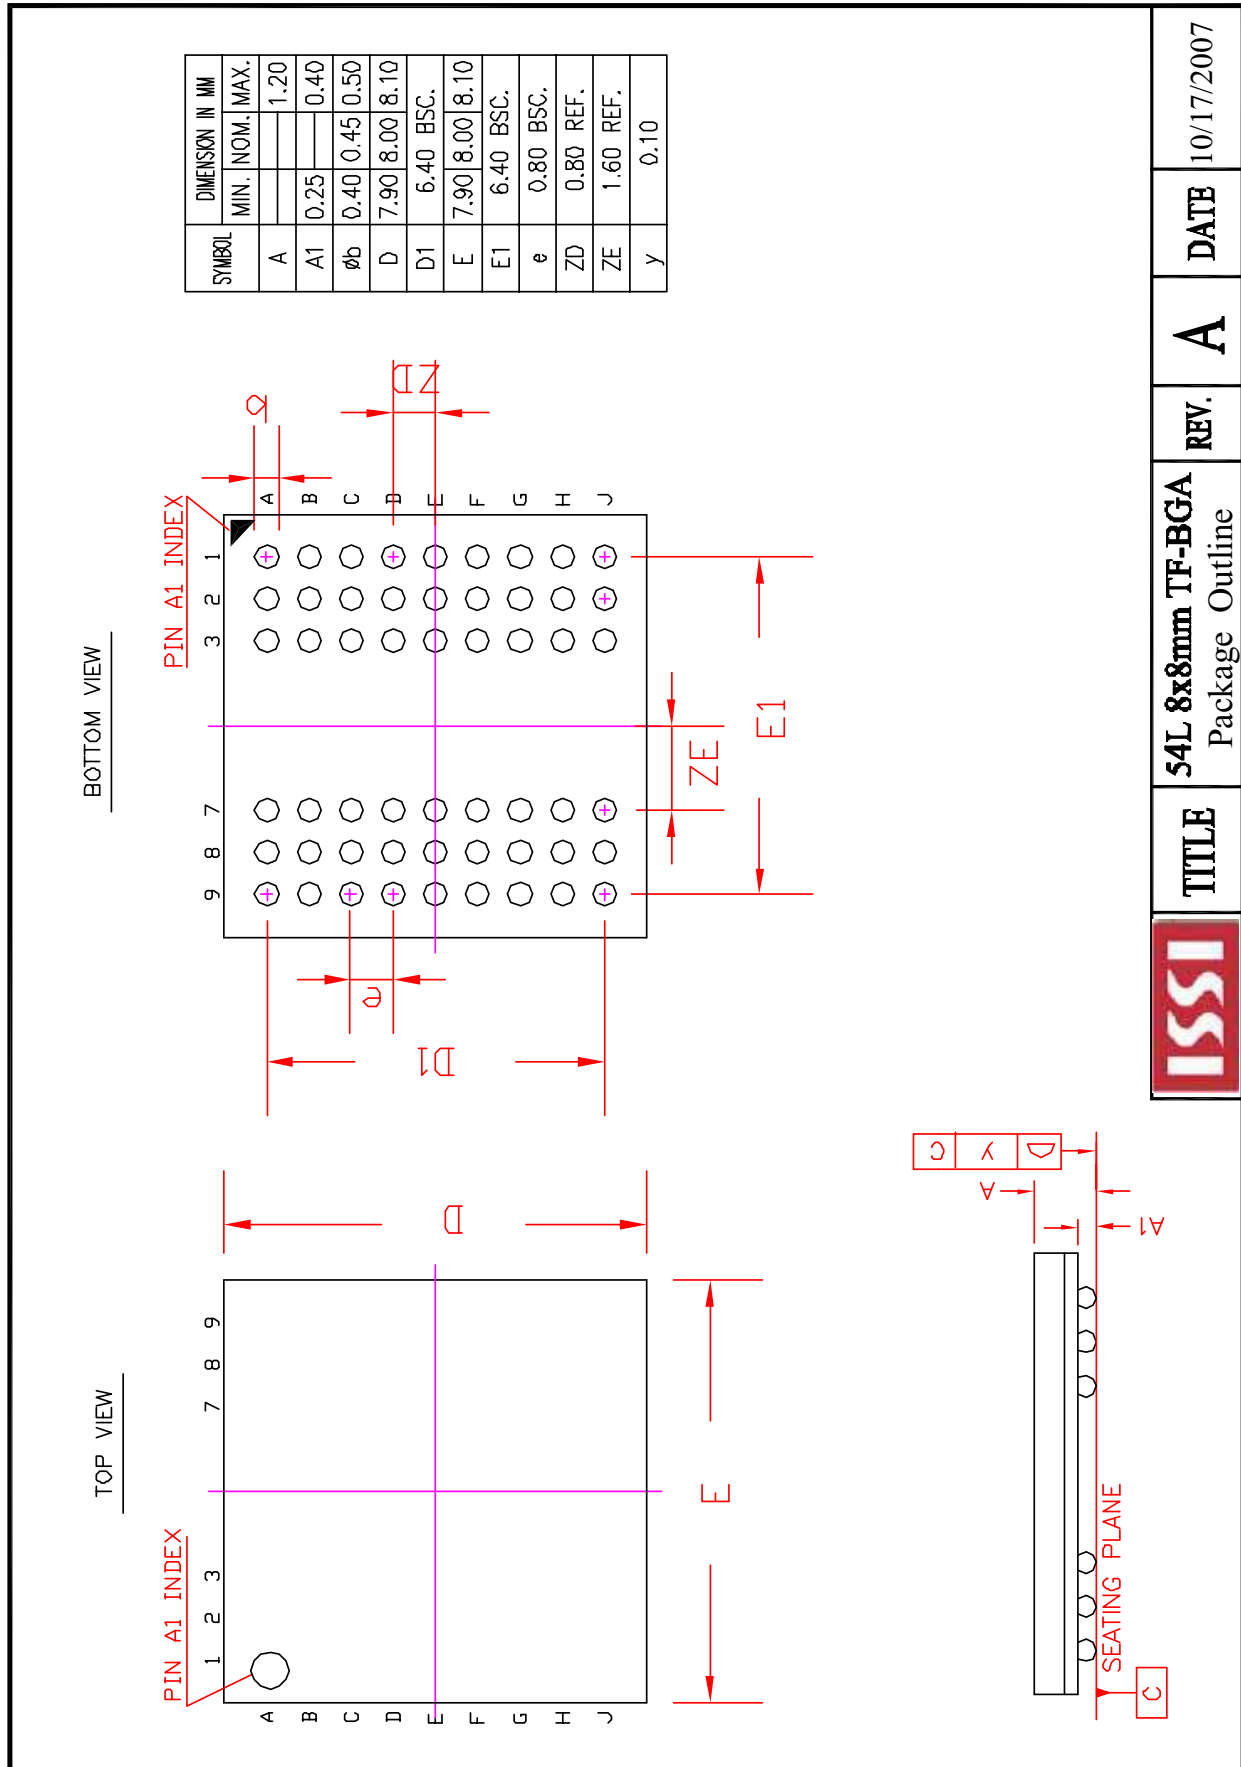 TOP VIEW
PIN A1 INDEX
1 2 3 7 8 9
A
B
C
D
E
F
G
H
J
E
D
BOTTOM VIEW
PIN A1 INDEX
9 8 7 3 2 1
A
B
C
D
E
F
G
H
J
b
ZD
e
D1
ZE
E1
SYMBOL DIMENSION IN MM
MIN. NOM. MAX.
A 1.20
A1 0.25 0.40
øb 0.40 0.45 0.50
D 7.90 8.00 8.10
D1 6.40 BSC.
E 7.90 8.00 8.10
E1 6.40 BSC.
e 0.80 BSC.
ZD 0.80 REF.
ZE 1.60 REF.
y 0.10
SEATING PLANE
C
A
A1
y C
ISSI
TITLE
54L 8x8mm TF-BGA
Package Outline
REV.
A
DATE
10/17/2007